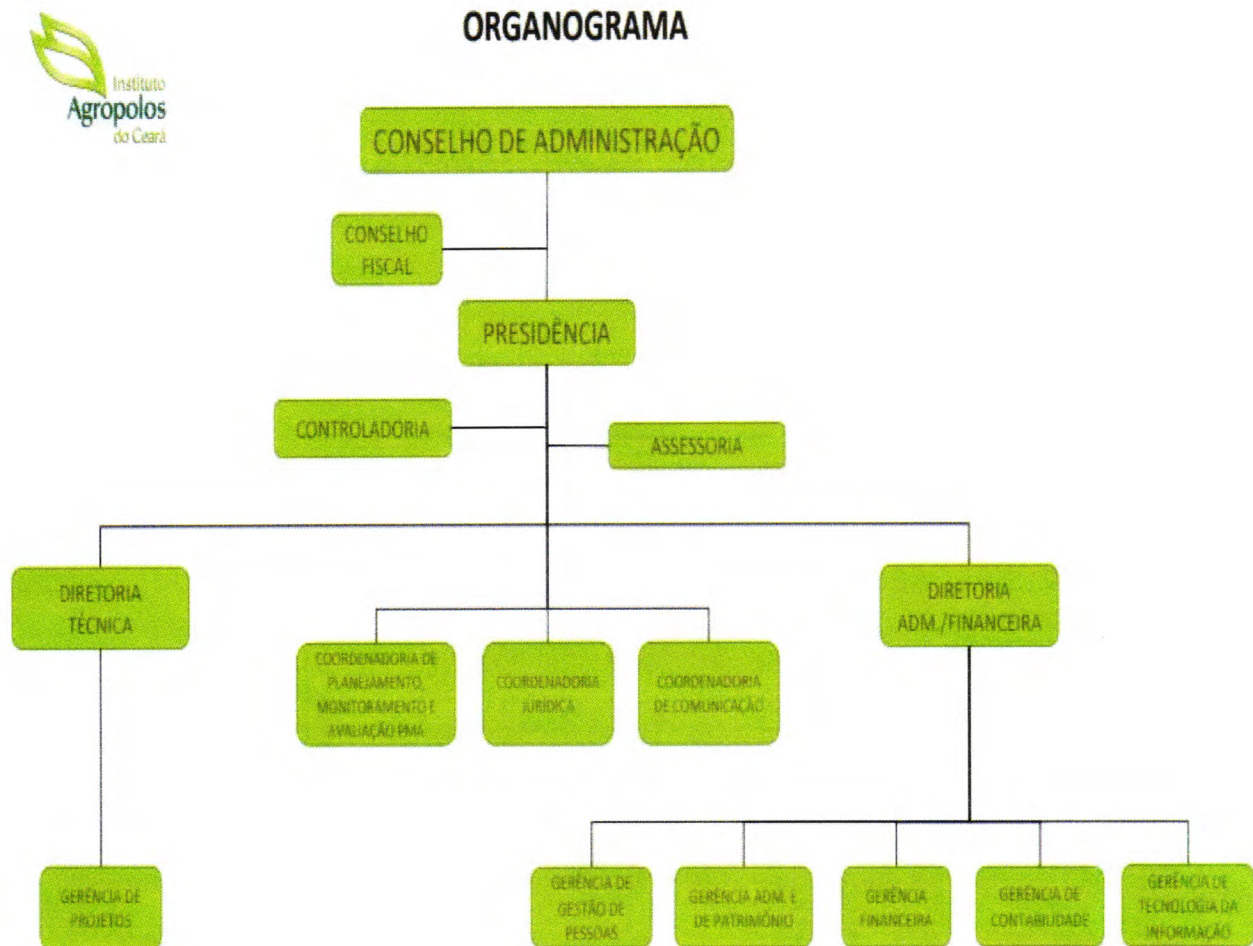 ORGANOGRAMA
Instituto
Agropolos
do Ceará
CONSELHO DE ADMINISTRAÇÃO
CONSELHO
FISCAL
PRESIDÊNCIA
CONTROLADORIA
ASSESSORIA
DIRETORIA
TÉCNICA
DIRETORIA
ADM./FINANCEIRA
COORDENADORIA DE
PLANEJAMENTO,
MONITORAMENTO E
AVALIAÇÃO PMA
COORDENADORIA
JURÍDICA
COORDENADORIA
DE COMUNICAÇÃO
GERÊNCIA DE
PROJETOS
GERÊNCIA DE
GESTÃO DE
PESSOAS
GERÊNCIA ADM. E
DE PATRIMÔNIO
GERÊNCIA
FINANCEIRA
GERÊNCIA DE
CONTABILIDADE
GERÊNCIA DE
TECNOLOGIA DA
INFORMAÇÃO